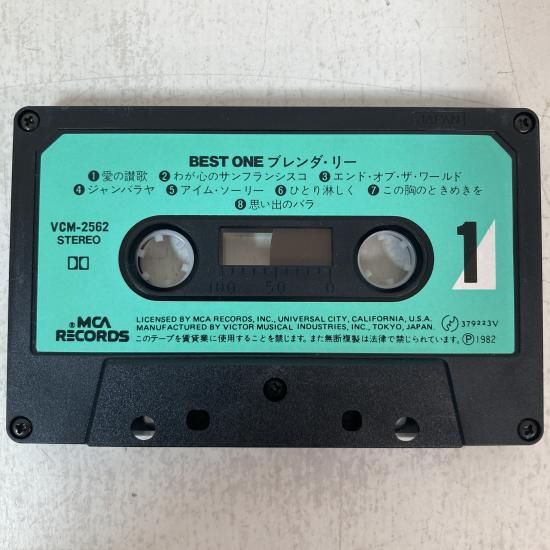 JAPAN
BEST ONE ブレンダ・リー
❶愛の讃歌 ❷わが心のサンフランシスコ ❸エンド・オブ・ザ・ワールド
❹ジャンバラヤ ❺アイム・ソーリー ❻ひとり淋しく ❼この胸のときめきを
❽思い出のバラ
VCM-2562
STEREO
1
100 50 0
MCA RECORDS
LICENSED BY MCA RECORDS, INC., UNIVERSAL CITY, CALIFORNIA, U.S.A.
MANUFACTURED BY VICTOR MUSICAL INDUSTRIES, INC., TOKYO, JAPAN.
379223V
このテープを賃貸業に使用することを禁じます。また無断複製は法律で禁じられています。Ⓟ1982